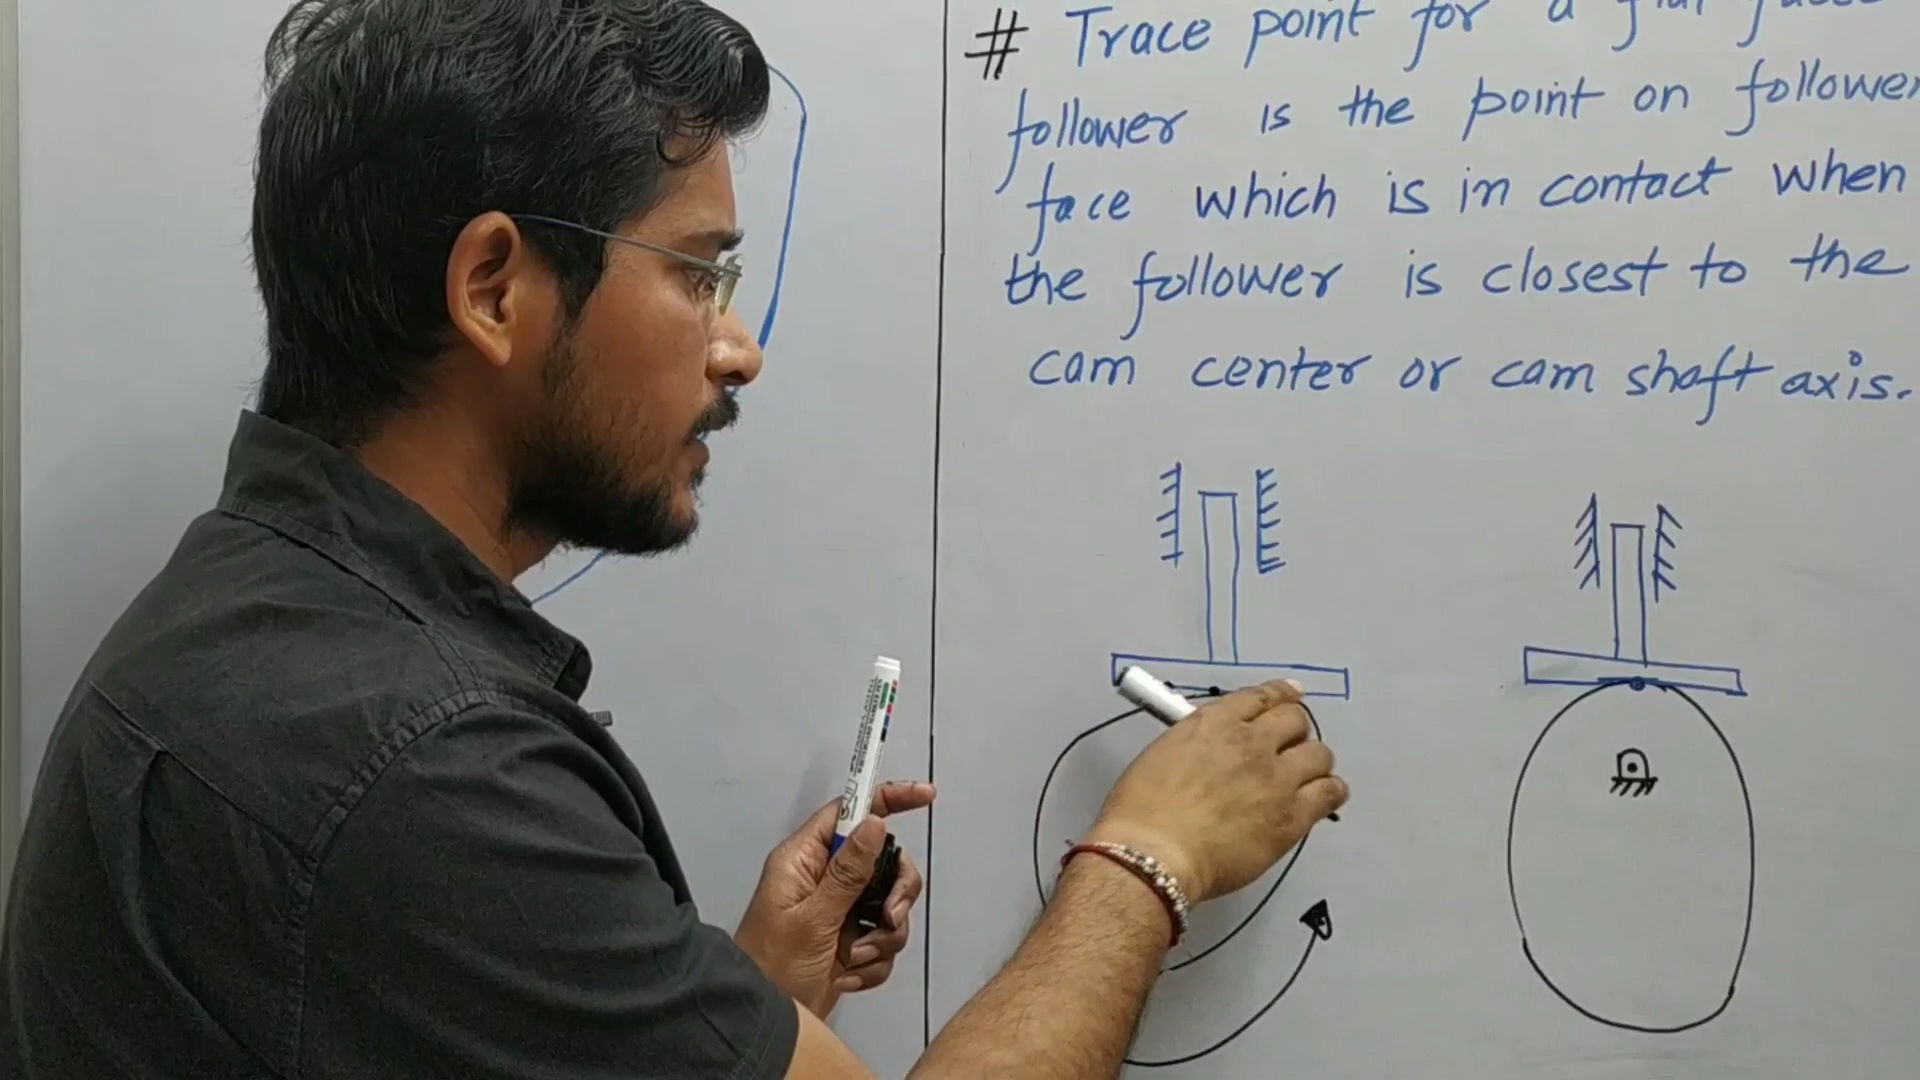 # Trace point for a flat face
follower is the point on follower
face which is in contact when
the follower is closest to the
cam center or cam shaft axis.